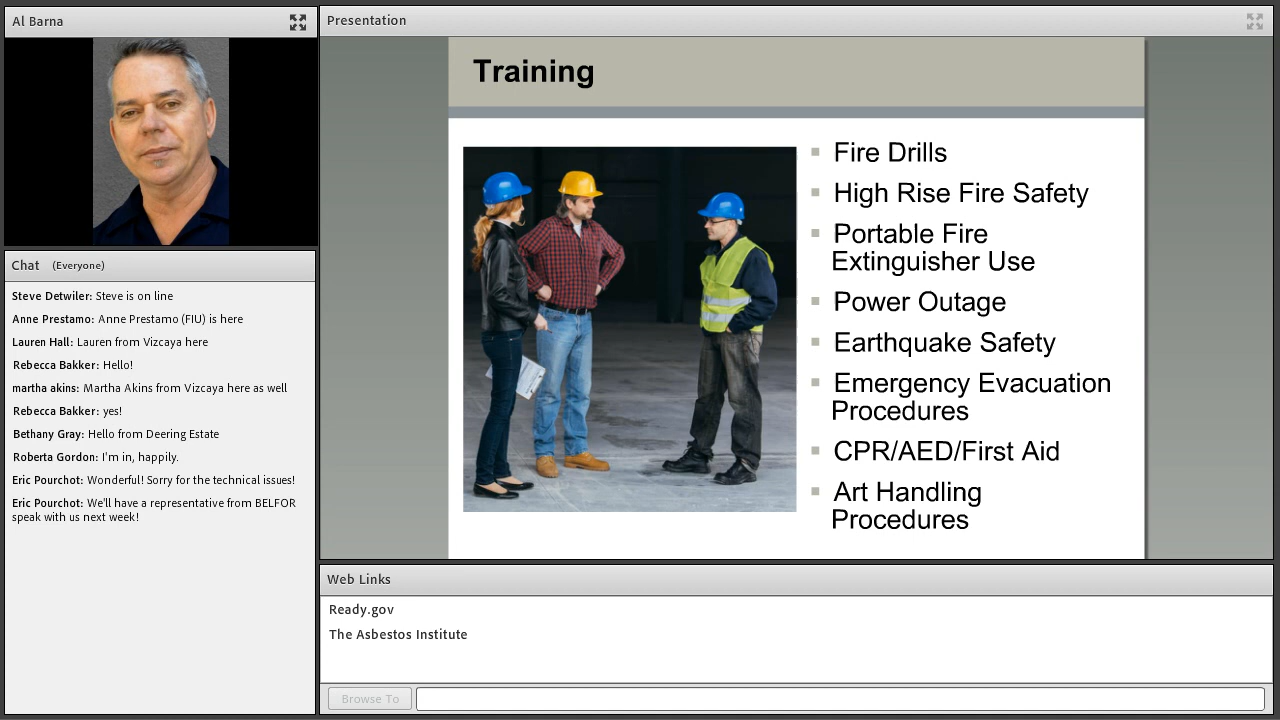 Al Barna
Presentation
Training
Fire Drills
High Rise Fire Safety
Portable Fire
Extinguisher Use
Power Outage
Earthquake Safety
Emergency Evacuation
Procedures
CPR/AED/First Aid
Art Handling
Procedures
Chat (Everyone)
Steve Detwiler: Steve is on line
Anne Prestamo: Anne Prestamo (FIU) is here
Lauren Hall: Lauren from Vizcaya here
Rebecca Bakker: Hello!
martha akins: Martha Akins from Vizcaya here as well
Rebecca Bakker: yes!
Bethany Gray: Hello from Deering Estate
Roberta Gordon: I'm in, happily.
Eric Pourchot: Wonderful! Sorry for the technical issues!
Eric Pourchot: We'll have a representative from BELFOR
speak with us next week!
Web Links
Ready.gov
The Asbestos Institute
Browse To